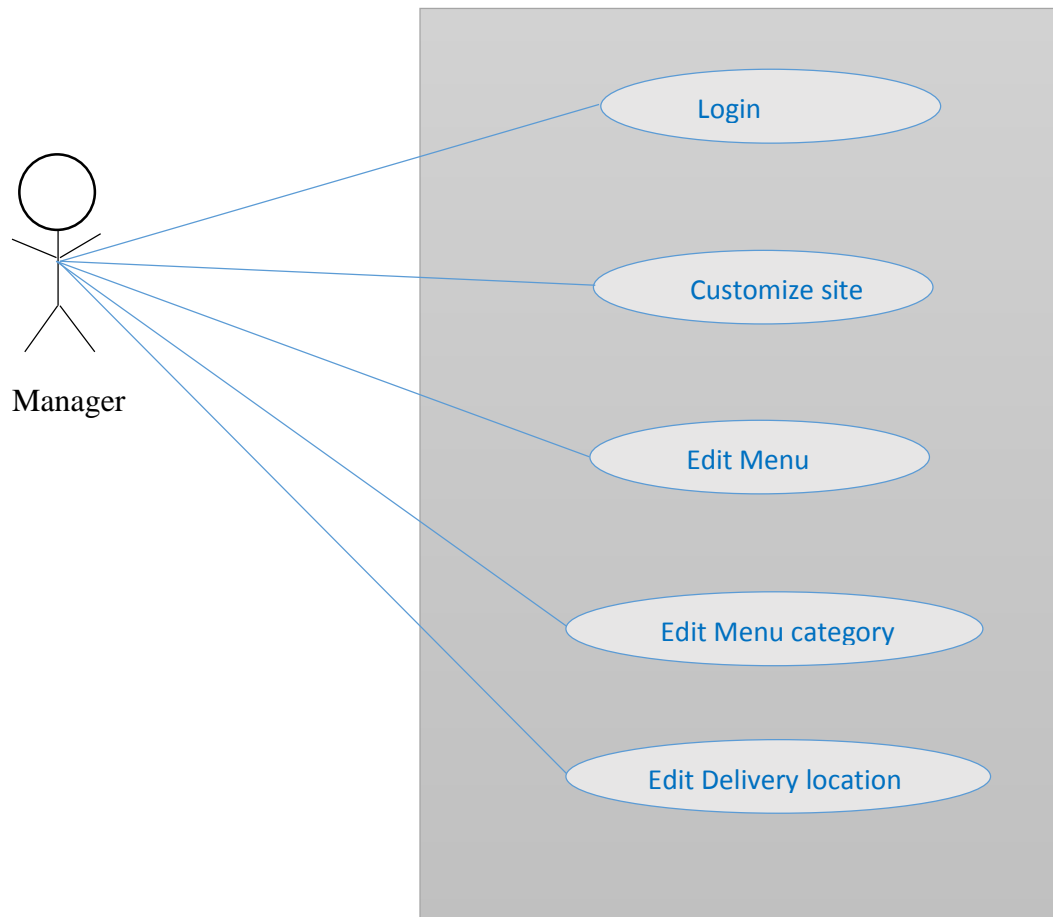 Login
Customize site
Manager
Edit Menu
Edit Menu category
Edit Delivery location